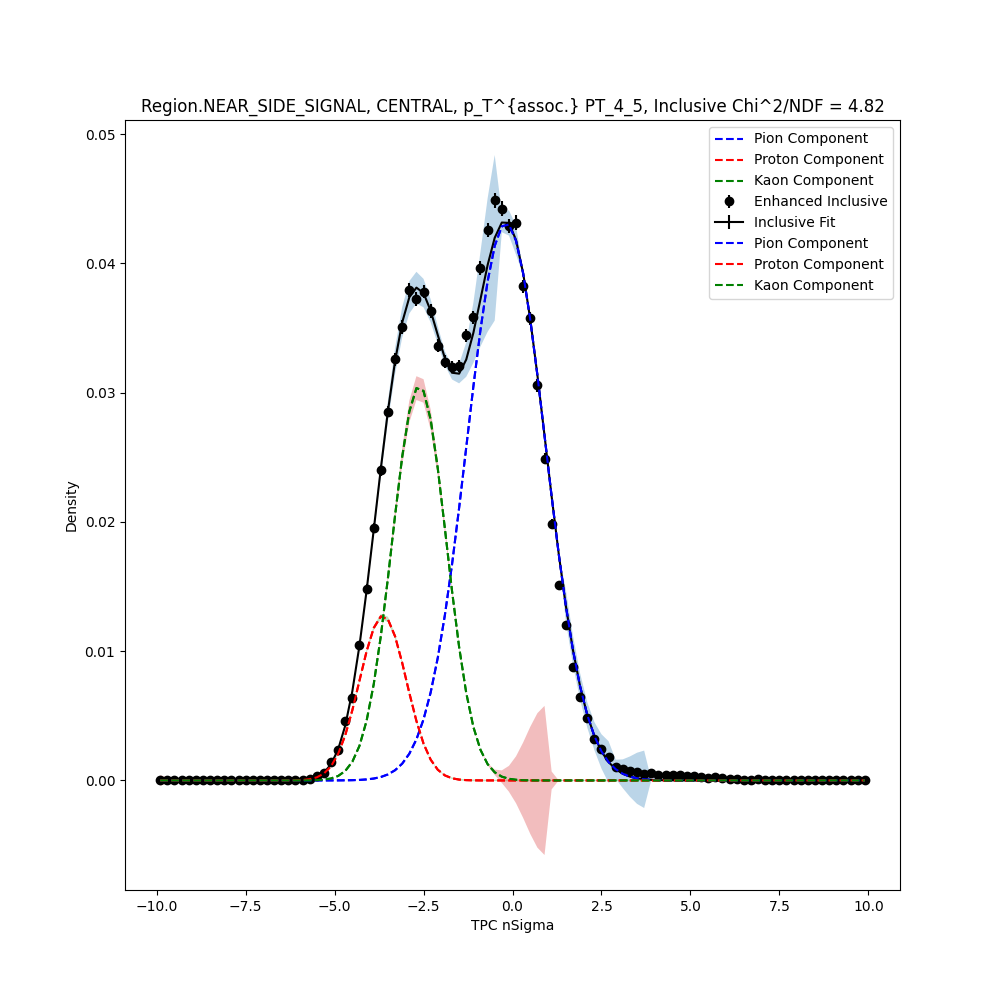 Region.NEAR_SIDE_SIGNAL, CENTRAL, p_T^{assoc.} PT_4_5, Inclusive Chi^2/NDF = 4.82
Pion Component
Proton Component
Kaon Component
Enhanced Inclusive
Inclusive Fit
Pion Component
Proton Component
Kaon Component
0.05
0.04
0.03
0.02
0.01
0.00
Density
−10.0 −7.5 −5.0 −2.5 0.0 2.5 5.0 7.5 10.0
TPC nSigma